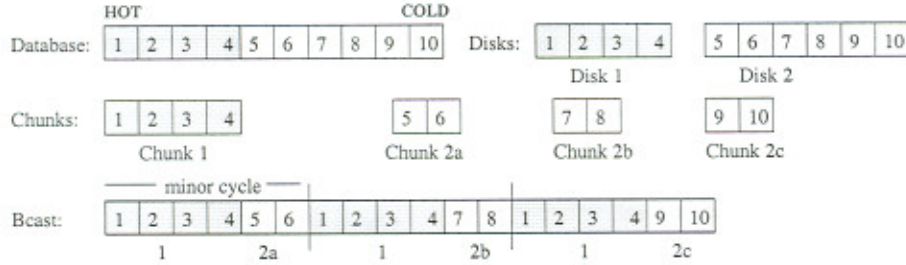 HOT COLD
Database: 1 2 3 4 5 6 7 8 9 10 Disks: 1 2 3 4 5 6 7 8 9 10
Disk 1 Disk 2
Chunks: 1 2 3 4 5 6 7 8 9 10
Chunk 1 Chunk 2a Chunk 2b Chunk 2c
minor cycle
Bcast: 1 2 3 4 5 6 1 2 3 4 7 8 1 2 3 4 9 10
1 2a 1 2b 1 2c